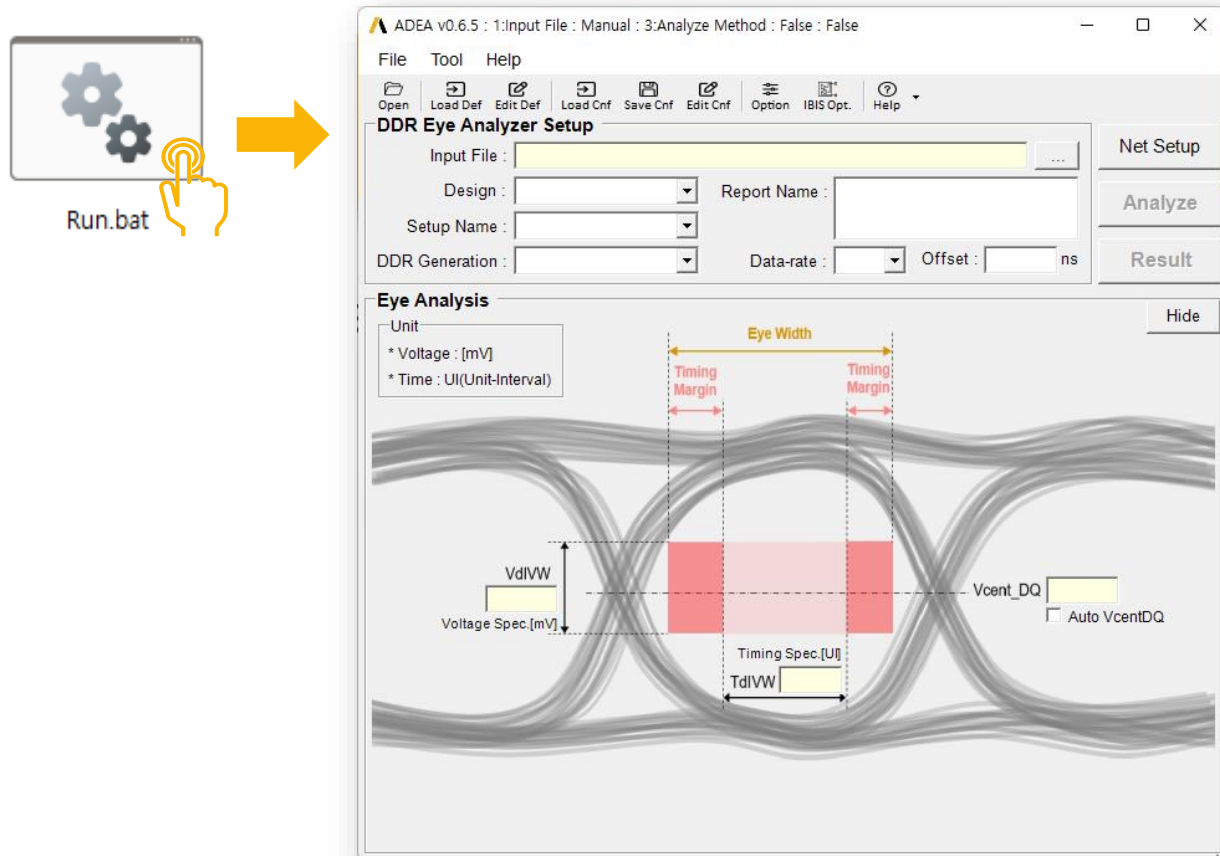 Run.bat
ADEA v0.6.5 : 1:Input File : Manual : 3:Analyze Method : False : False
File Tool Help
Open Load Def Edit Def Load Cnf Save Cnf Edit Cnf Option IBIS Opt. Help
DDR Eye Analyzer Setup
Input File : ...
Net Setup
Design : Report Name :
Analyze
Setup Name :
DDR Generation : Data-rate : Offset : ns
Result
Eye Analysis
Hide
Unit
* Voltage : [mV]
* Time : UI(Unit-Interval)
Eye Width
Timing Margin
Timing Margin
VdIVW
Voltage Spec.[mV]
Vcent_DQ
Auto VcentDQ
Timing Spec.[UI]
TdIVW